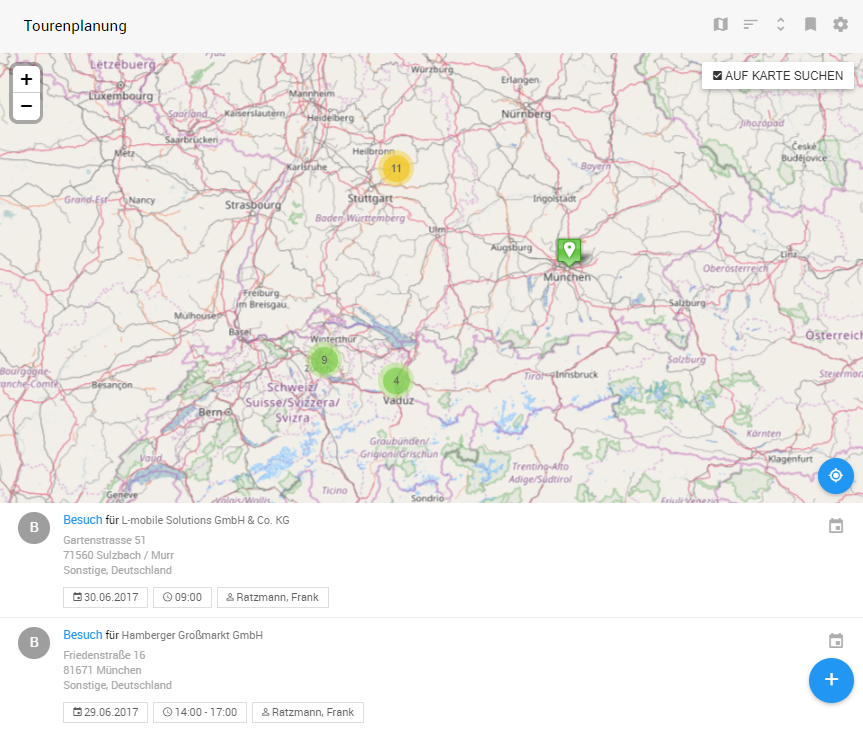 Tourenplanung
+
−
AUF KARTE SUCHEN
Letzebuerg
Luxembourg
Würzburg
Erlangen
Mannheim
Nürnberg
Heidelberg
Saarland
Kaiserslautern
Saarbrücken
Jihozápad
České
Budějovice
Metz
Heilbronn
Karlsruhe
11
Bayern
Grand-Est
Nancy
Strasbourg
Stuttgart
Ingolstadt
Baden-Württemberg
Ulm
Augsburg
München
Linz
Oberösterreich
Freiburg
im Breisgau
Salzburg
Mulhouse
Basel
Winterthur
Österreich
9
Salzburg
Bourgogne-
anche-Comté
Besançon
4
Vaduz
Tirol
Innsbruck
Steiermar
Schweiz/
Suisse/Svizzera/
Svizra
Bern
Graubünden/
Grigioni/Grischun
Kärnten
Klagenfurt
Vaud
Trentino-Alto
Adige/Südtirol
Genève
Valais/Wallis
Ticino
Sondrio
Friuli Venezia
B
Besuch für L-mobile Solutions GmbH & Co. KG
Gartenstrasse 51
71560 Sulzbach / Murr
Sonstige, Deutschland
30.06.2017 09:00 Ratzmann, Frank
B
Besuch für Hamberger Großmarkt GmbH
Friedenstraße 16
81671 München
Sonstige, Deutschland
+
29.06.2017 14:00 - 17:00 Ratzmann, Frank